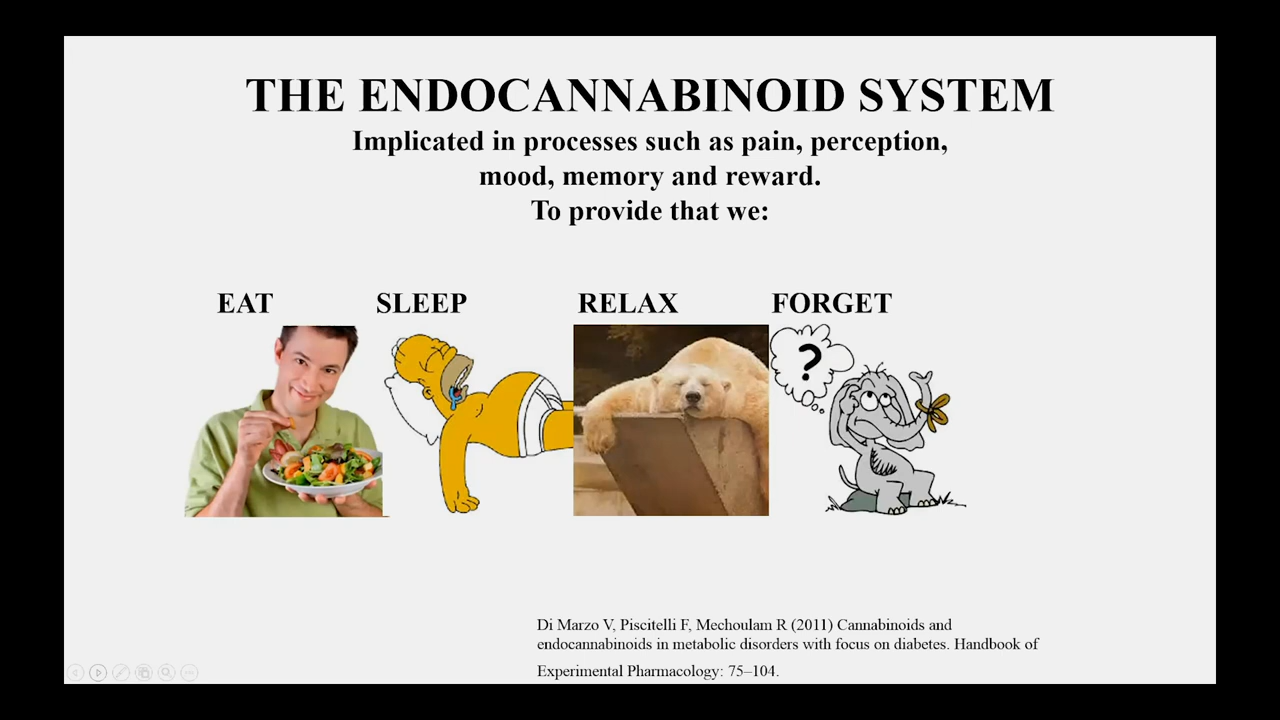 THE ENDOCANNABINOID SYSTEM
Implicated in processes such as pain, perception,
mood, memory and reward.
To provide that we:
EAT
SLEEP
RELAX
FORGET
?
Di Marzo V, Piscitelli F, Mechoulam R (2011) Cannabinoids and
endocannabinoids in metabolic disorders with focus on diabetes. Handbook of
Experimental Pharmacology: 75–104.